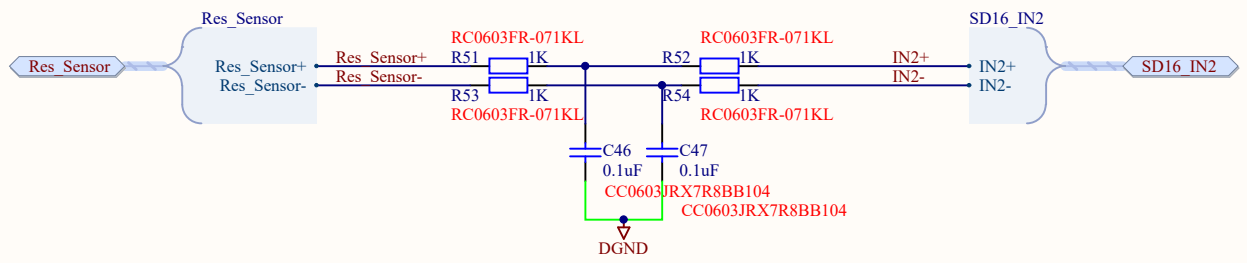 Res_Sensor
SD16_IN2
RC0603FR-071KL
RC0603FR-071KL
Res_Sensor
Res_Sensor+
Res_Sensor+
R51
1K
R52
1K
IN2+
IN2+
SD16_IN2
Res_Sensor-
Res_Sensor-
R53
1K
R54
1K
IN2-
IN2-
RC0603FR-071KL
RC0603FR-071KL
C46
0.1uF
C47
0.1uF
CC0603JRX7R8BB104
CC0603JRX7R8BB104
DGND